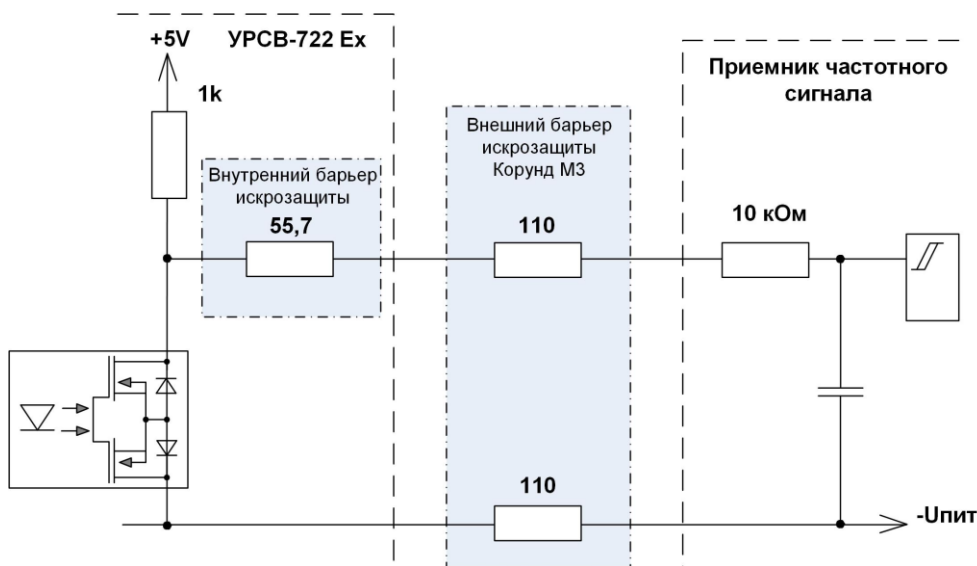 +5V
УРСВ-722 Ex
1k
Внутренний барьер
искрозащиты
55,7
Внешний барьер
искрозащиты
Корунд М3
110
Приемник частотного
сигнала
10 кОм
110
-Uпит